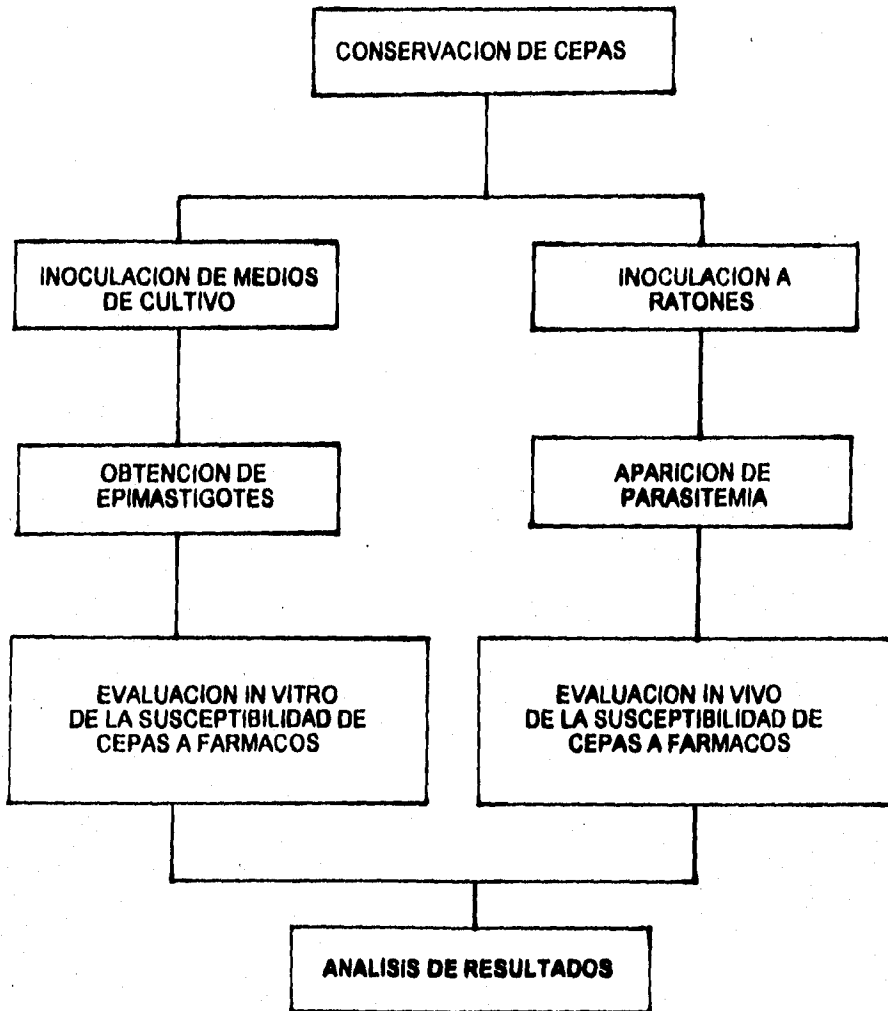 CONSERVACION DE CEPAS
INOCULACION DE MEDIOS
DE CULTIVO
INOCULACION A
RATONES
OBTENCION DE
EPIMASTIGOTES
APARICION DE
PARASITEMIA
EVALUACION IN VITRO
DE LA SUSCEPTIBILIDAD DE
CEPAS A FARMACOS
EVALUACION IN VIVO
DE LA SUSCEPTIBILIDAD DE
CEPAS A FARMACOS
ANALISIS DE RESULTADOS